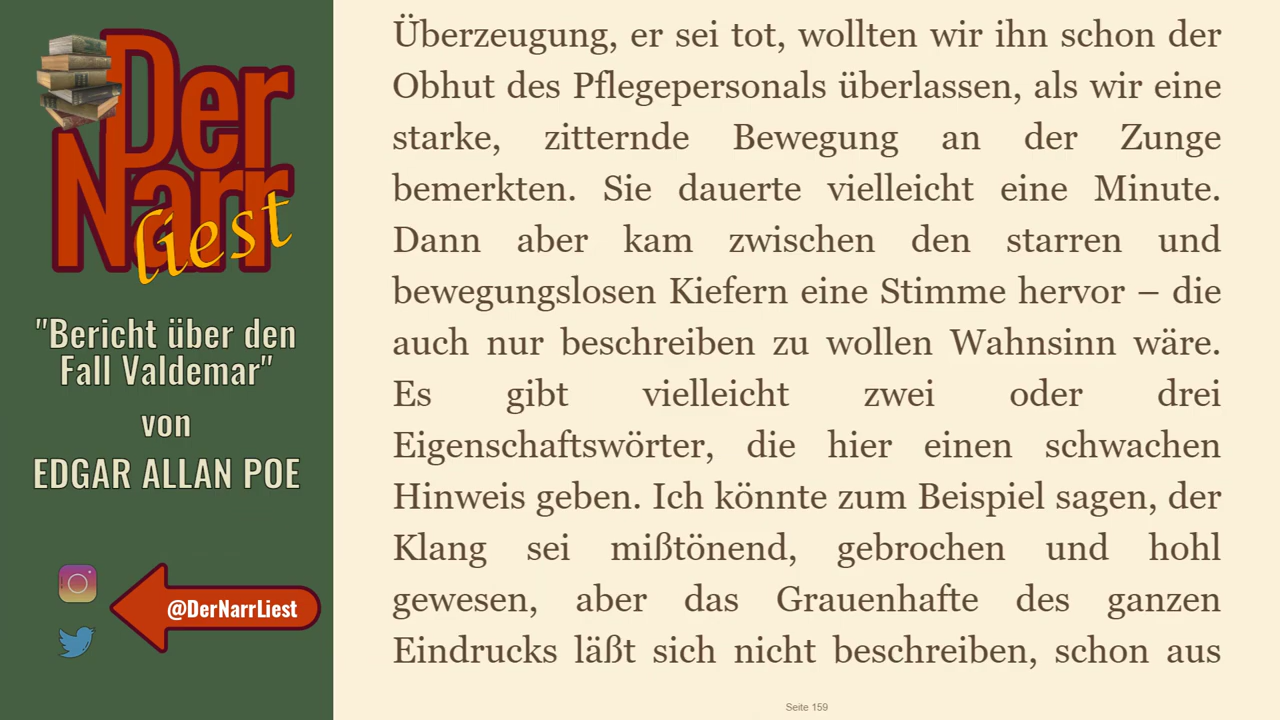 Der
Narr
liest
"Bericht über den
Fall Valdemar"
von
EDGAR ALLAN POE
@DerNarrLiest
Überzeugung, er sei tot, wollten wir ihn schon der
Obhut des Pflegepersonals überlassen, als wir eine
starke, zitternde Bewegung an der Zunge
bemerkten. Sie dauerte vielleicht eine Minute.
Dann aber kam zwischen den starren und
bewegungslosen Kiefern eine Stimme hervor – die
auch nur beschreiben zu wollen Wahnsinn wäre.
Es gibt vielleicht zwei oder drei
Eigenschaftswörter, die hier einen schwachen
Hinweis geben. Ich könnte zum Beispiel sagen, der
Klang sei mißtönend, gebrochen und hohl
gewesen, aber das Grauenhafte des ganzen
Eindrucks läßt sich nicht beschreiben, schon aus
Seite 159